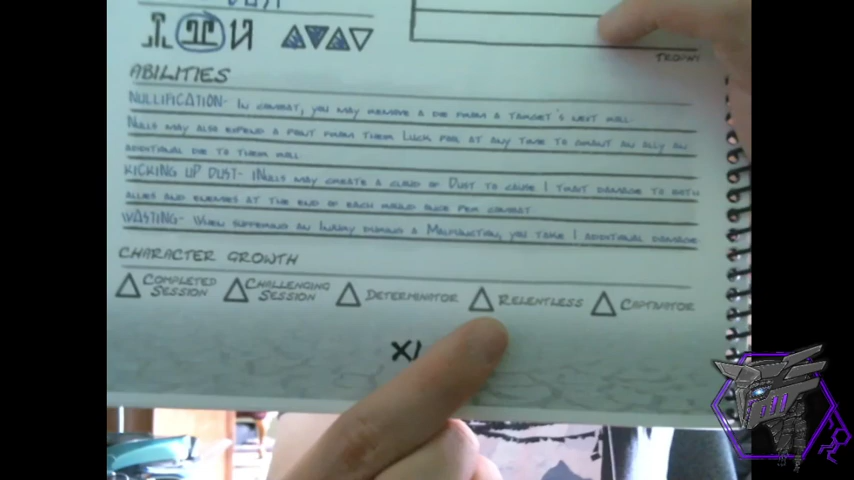 ABILITIES
NULLIFICATION- IN COMBAT, YOU MAY REMOVE A DIE FROM A TARGET'S NEXT ROLL.
NULLS MAY ALSO EXPEND A POINT FROM THEIR LUCK FOR AT ANY TIME TO GRANT AN ALLY AN
ADDITIONAL DIE TO THEIR ROLL
KICKING UP DUST- NULLS MAY CREATE A CLOUD OF DUST TO CAUSE 1 DAMAGE TO BOTH
ALLIES AND ENEMIES AT THE END OF EACH ROUND ONCE PER COMBAT.
WASTING- WHEN SUFFERING AN INJURY DURING A MALFUNCTION, YOU TAKE 1 ADDITIONAL DAMAGE
CHARACTER GROWTH
COMPLETED SESSION CHALLENGING SESSION DETERMINATOR RELENTLESS CAPTIVATOR
XI